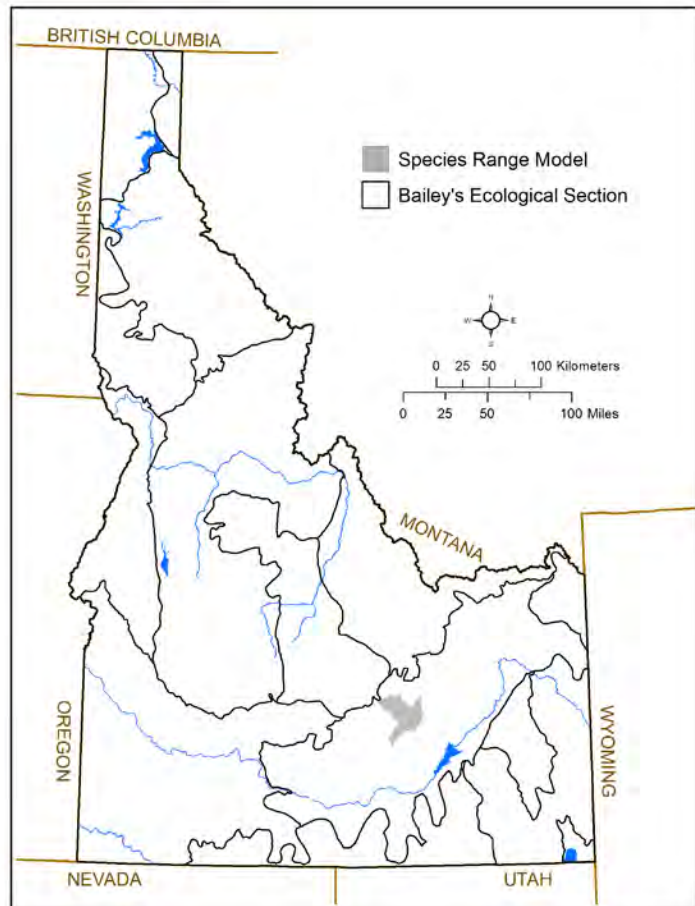 BRITISH COLUMBIA
WASHINGTON
Species Range Model
Bailey's Ecological Section
N
W E
S
0 25 50 100 Kilometers
0 25 50 100 Miles
MONTANA
OREGON
WYOMING
NEVADA
UTAH